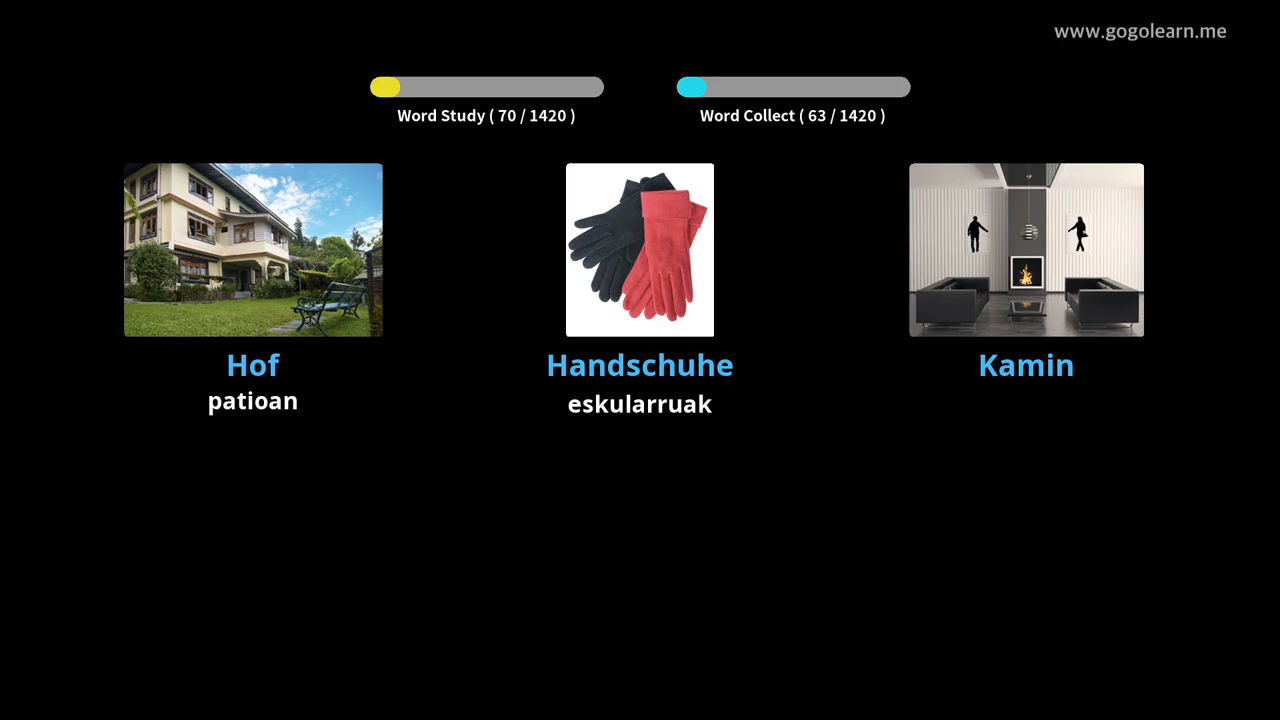 www.gogolearn.me
Word Study ( 70 / 1420 )
Word Collect ( 63 / 1420 )
Hof
patioan
Handschuhe
eskularruak
Kamin